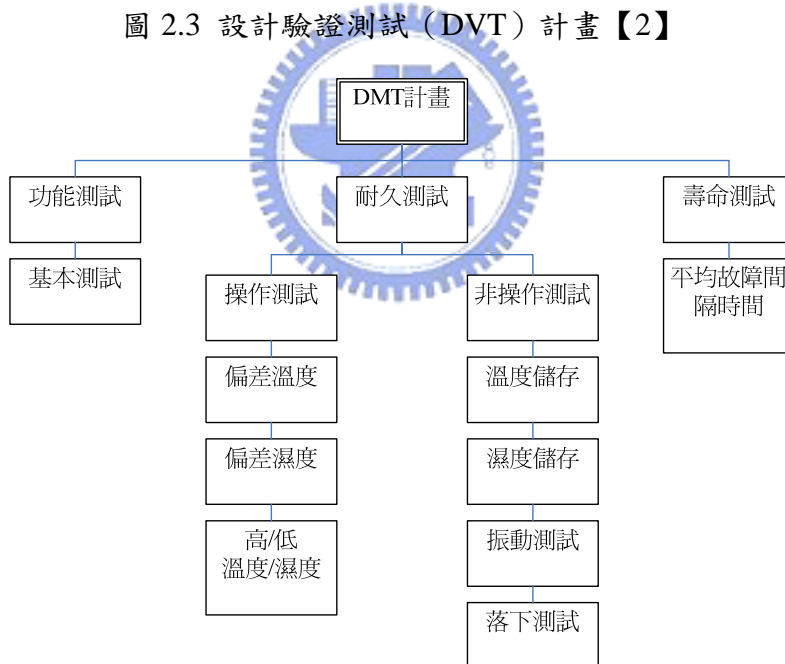 圖 2.3 設計驗證測試(DVT)計畫【2】
DMT計畫
功能測試
耐久測試
壽命測試
基本測試
操作測試
非操作測試
平均故障間
隔時間
偏差溫度
溫度儲存
偏差濕度
濕度儲存
高/低
溫度/濕度
振動測試
落下測試